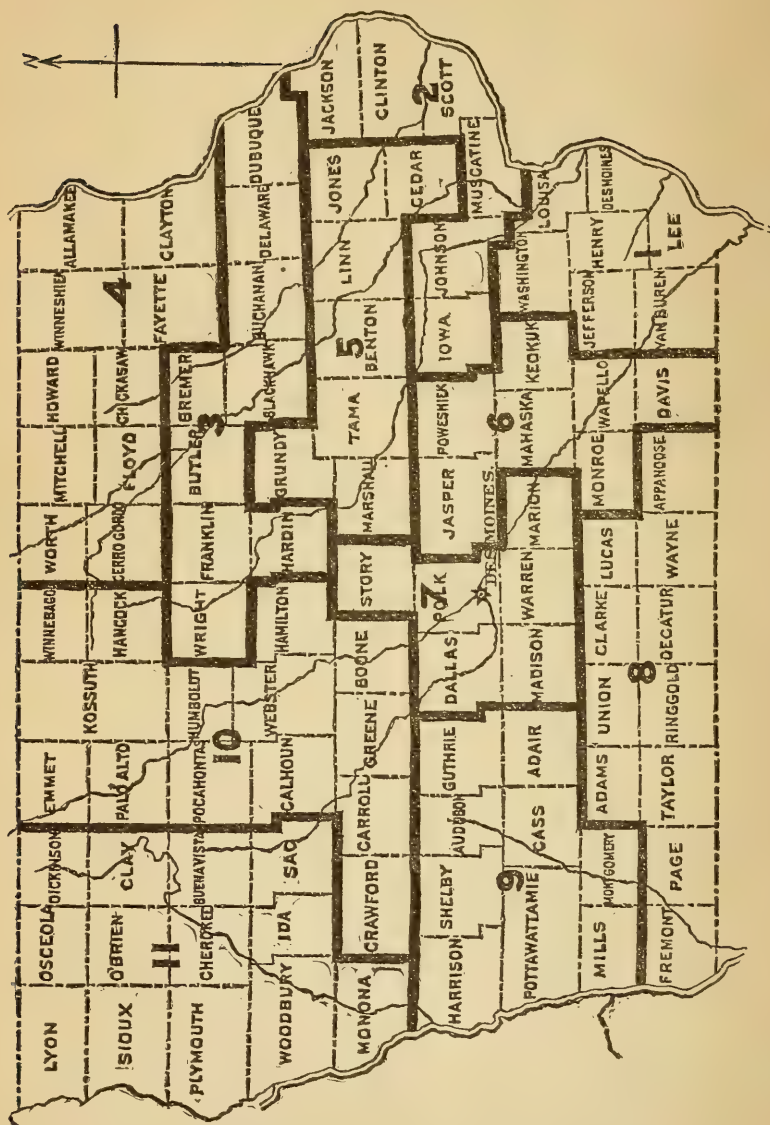 N
LYON
OSCEOLA
DICKINSON
EMMET
WINNEBAGO
WORTH
MITCHELL
HOWARD
WINNESHIEK
ALLAMAKEE
KOSSUTH
HANCOCK
CERRO GORDO
FLOYD
CHICKASAW
4
SIOUX
O'BRIEN
CLAY
PALO ALTO
FAYETTE
CLAYTON
11
PLYMOUTH
CHEROKEE
BUENAVISTA
POCAHONTAS
HUMBOLDT
WRIGHT
FRANKLIN
BUTLER
BREMER
3
10
WOODBURY
IDA
SAC
CALHOUN
WEBSTER
HAMILTON
HARDIN
GRUNDY
BLACKHAWK
BUCHANAN
DELAWARE
DUBUQUE
MONONA
CRAWFORD
CARROLL
GREENE
BOONE
STORY
MARSHALL
TAMA
BENTON
5
LINN
JONES
JACKSON
CLINTON
HARRISON
SHELBY
AUDUBON
GUTHRIE
DALLAS
POLK
7
JASPER
POWESHIEK
IOWA
JOHNSON
CEDAR
2
SCOTT
MUSCATINE
DES MOINES
POTTAWATTAMIE
9
CASS
ADAIR
MADISON
WARREN
MARION
MAHASKA
6
KEOKUK
WASHINGTON
LOUISA
MILLS
MONTGOMERY
ADAMS
UNION
CLARKE
LUCAS
MONROE
WAPELLO
JEFFERSON
HENRY
DESMOINES
8
1
FREMONT
PAGE
TAYLOR
RINGGOLD
DECATUR
WAYNE
APPANOOSE
DAVIS
VAN BUREN
LEE